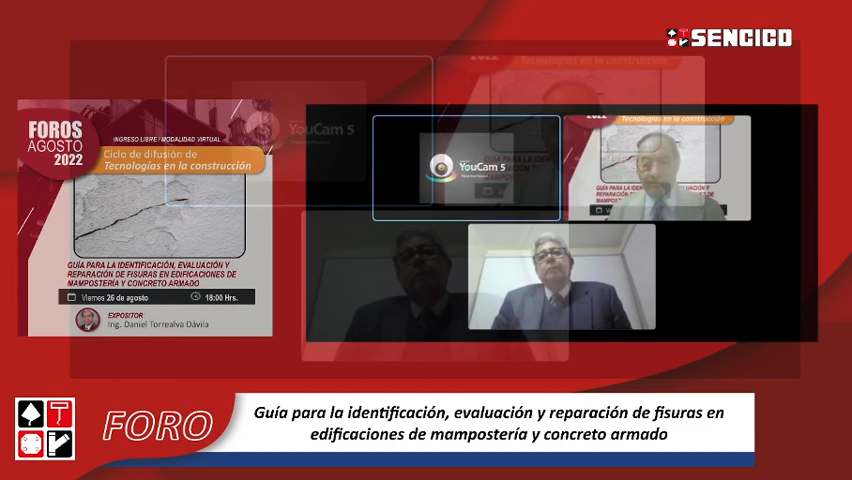 SENCICO
FOROS
AGOSTO
2022
INGRESO LIBRE / MODALIDAD VIRTUAL
Ciclo de difusión de
Tecnologías en la construcción
GUÍA PARA LA IDENTIFICACIÓN, EVALUACIÓN Y
REPARACIÓN DE FISURAS EN EDIFICACIONES DE
MAMPOSTERÍA Y CONCRETO ARMADO
Viernes 26 de agosto
18:00 Hrs.
EXPOSITOR:
Ing. Daniel Torrealva Dávila
YouCam 5
YouCam 5
2022
Tecnologías en la construcción
FORO
Guía para la identificación, evaluación y reparación de fisuras en
edificaciones de mampostería y concreto armado